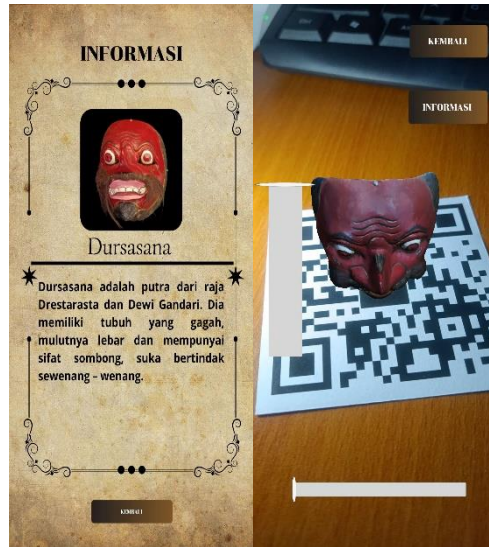 INFORMASI
Dursasana
Dursasana adalah putra dari raja
Drestarasta dan Dewi Gandari. Dia
memiliki tubuh yang gagah,
mulutnya lebar dan mempunyai
sifat sombong, suka bertindak
sewenang – wenang.
KEMBALI
KEMBALI
INFORMASI